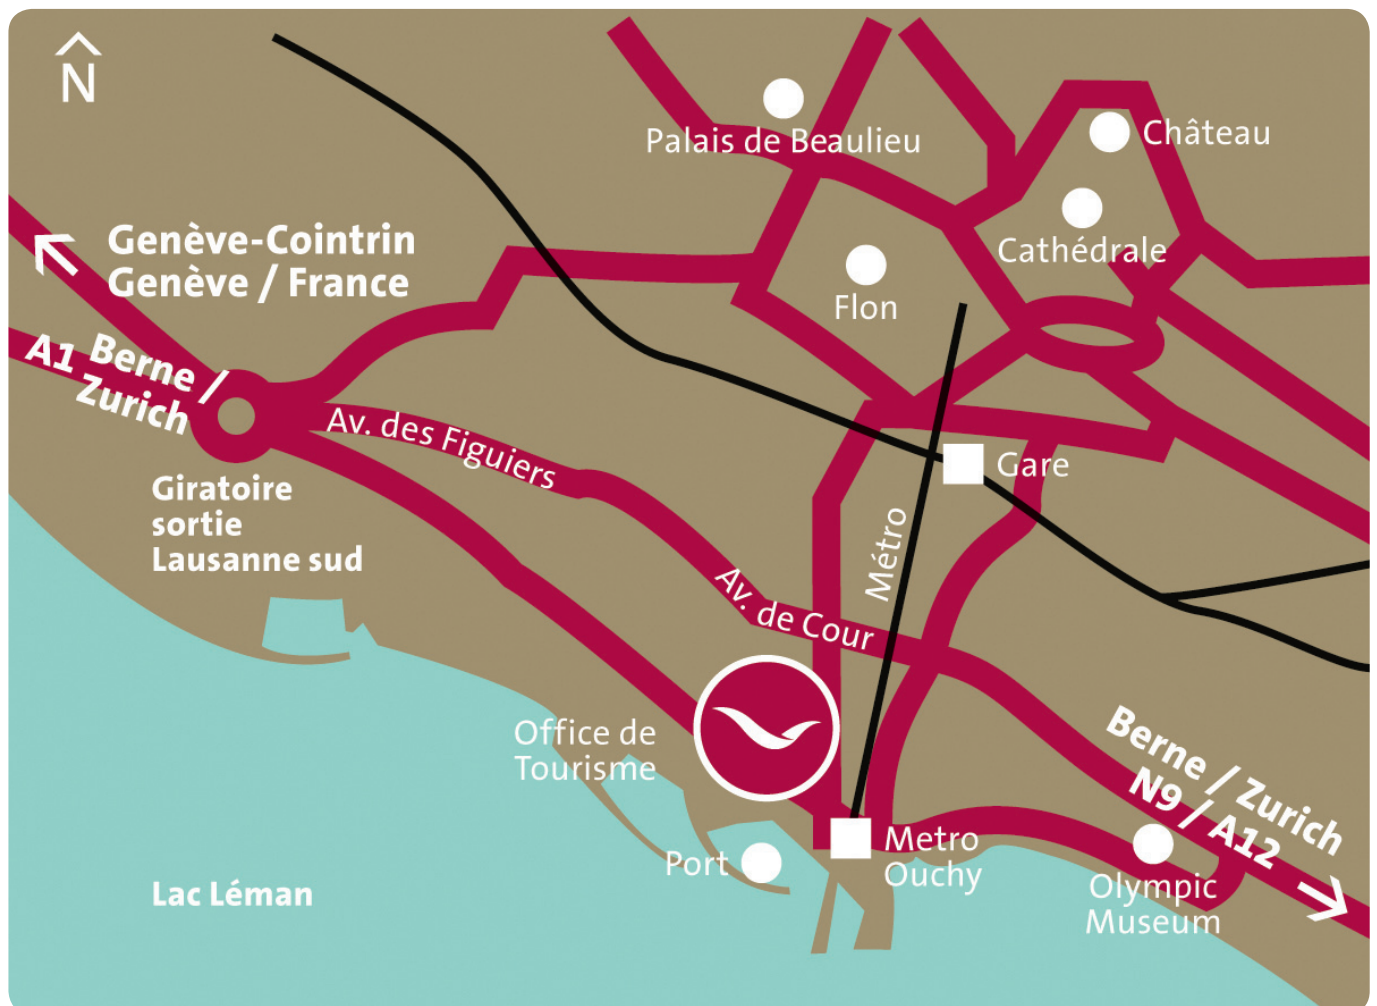 N
Palais de Beaulieu
Château
Cathédrale
Genève-Cointrin
Genève / France
Flon
A1 Berne /
Zurich
Av. des Figuiers
Gare
Giratoire
sortie
Lausanne sud
Métro
Av. de Cour
Office de
Tourisme
Berne / Zurich
N9 / A12
Metro
Ouchy
Port
Olympic
Museum
Lac Léman